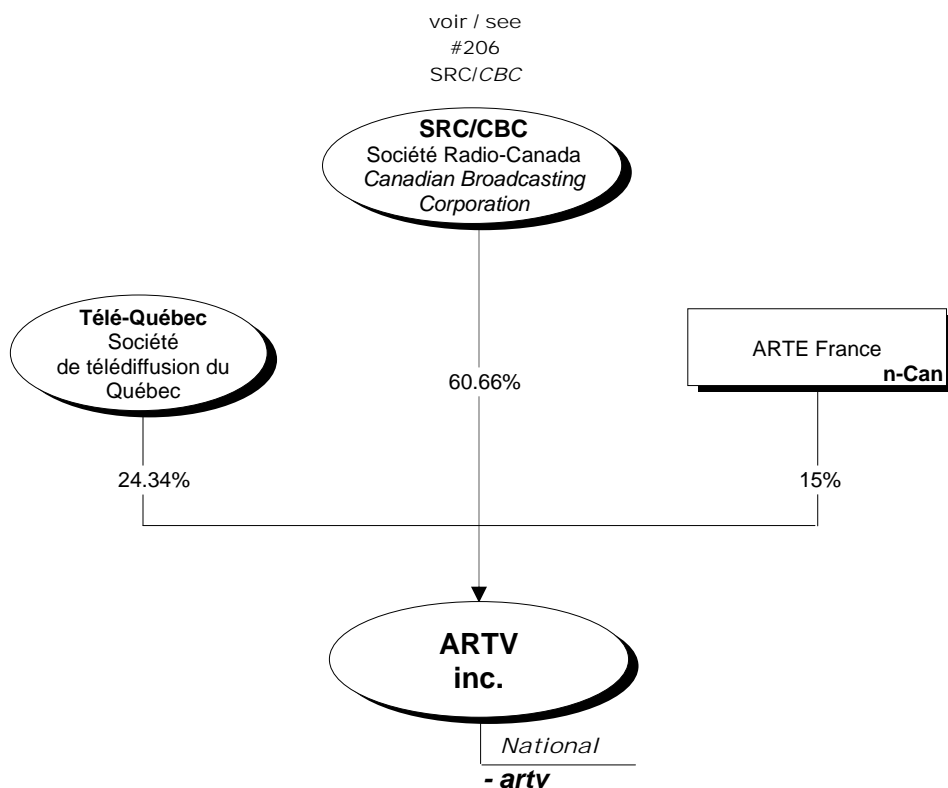 voir / see
#206
SRC/CBC
SRC/CBC
Société Radio-Canada
Canadian Broadcasting
Corporation
Télé-Québec
Société
de télédiffusion du
Québec
ARTE France
n-Can
60.66%
24.34%
15%
ARTV
inc.
National
- artv